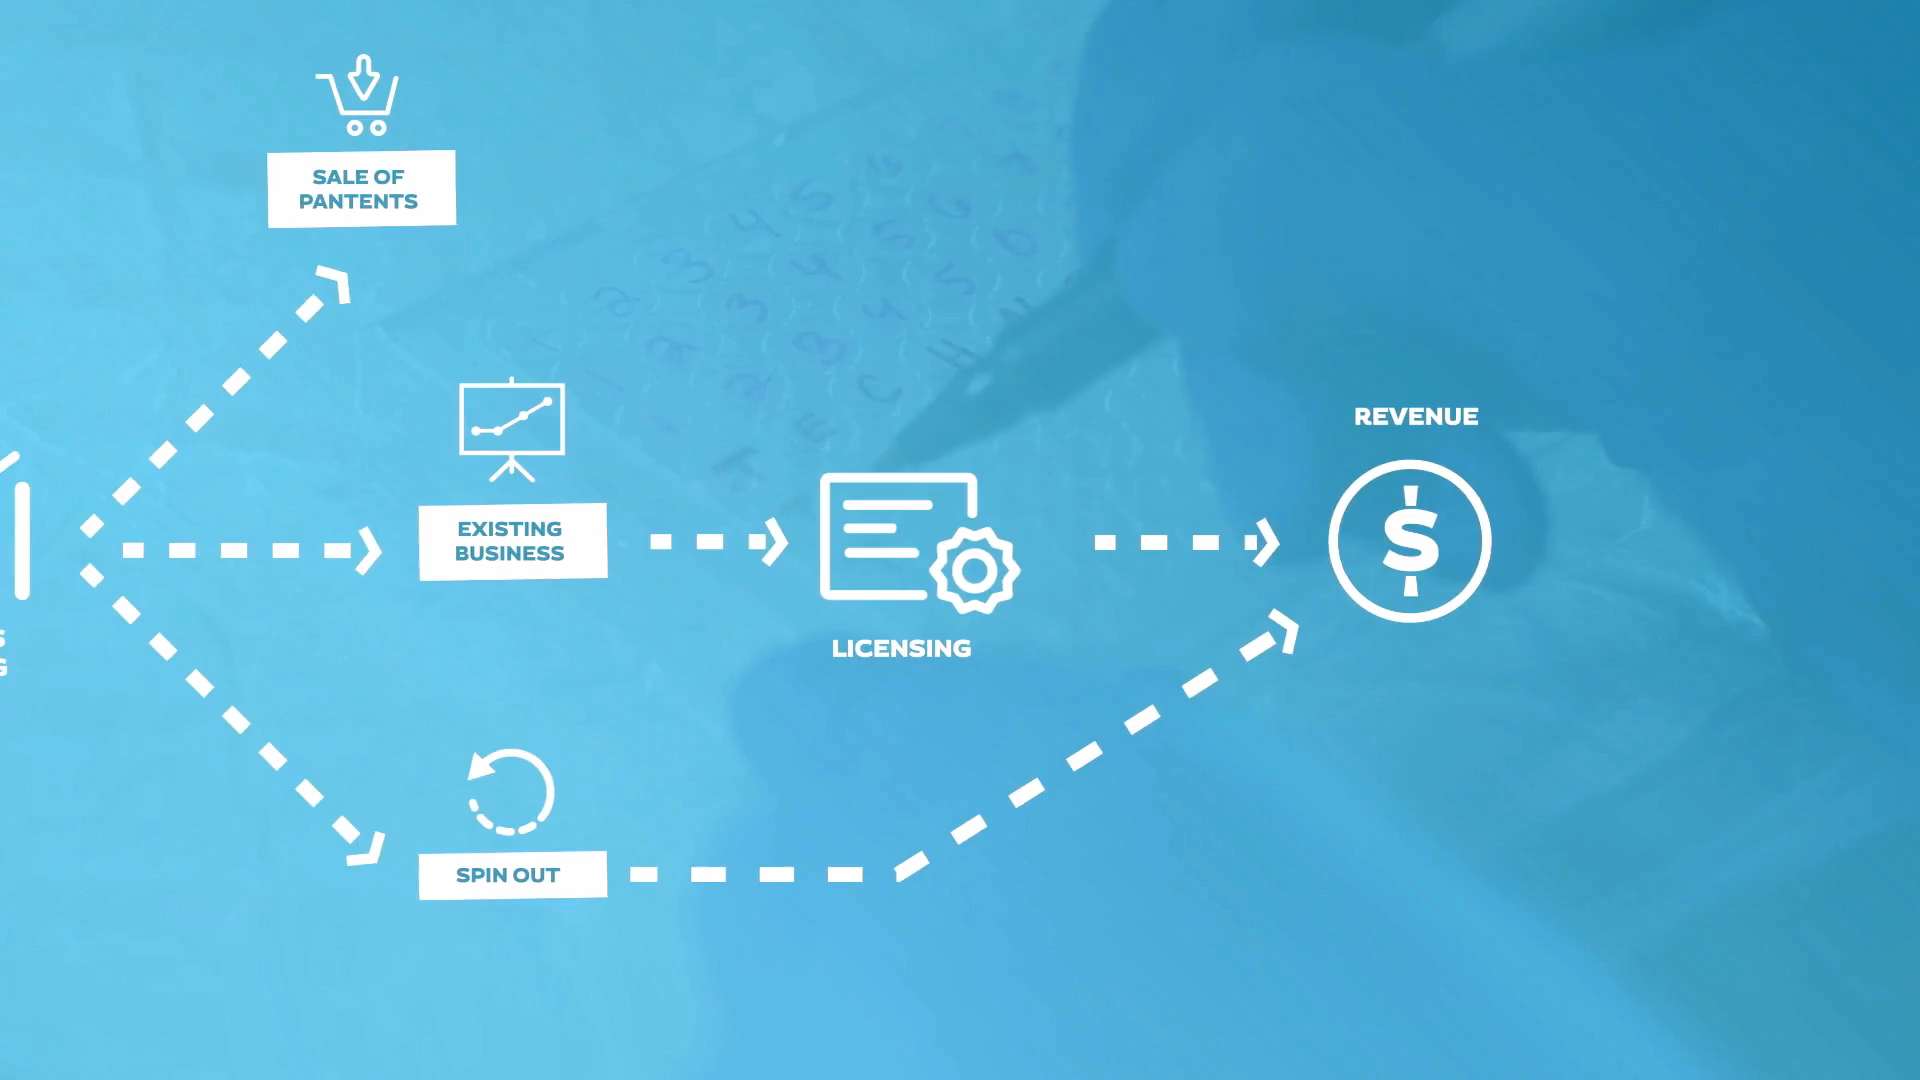 SALE OF
PANTENTS
EXISTING
BUSINESS
LICENSING
REVENUE
$
SPIN OUT